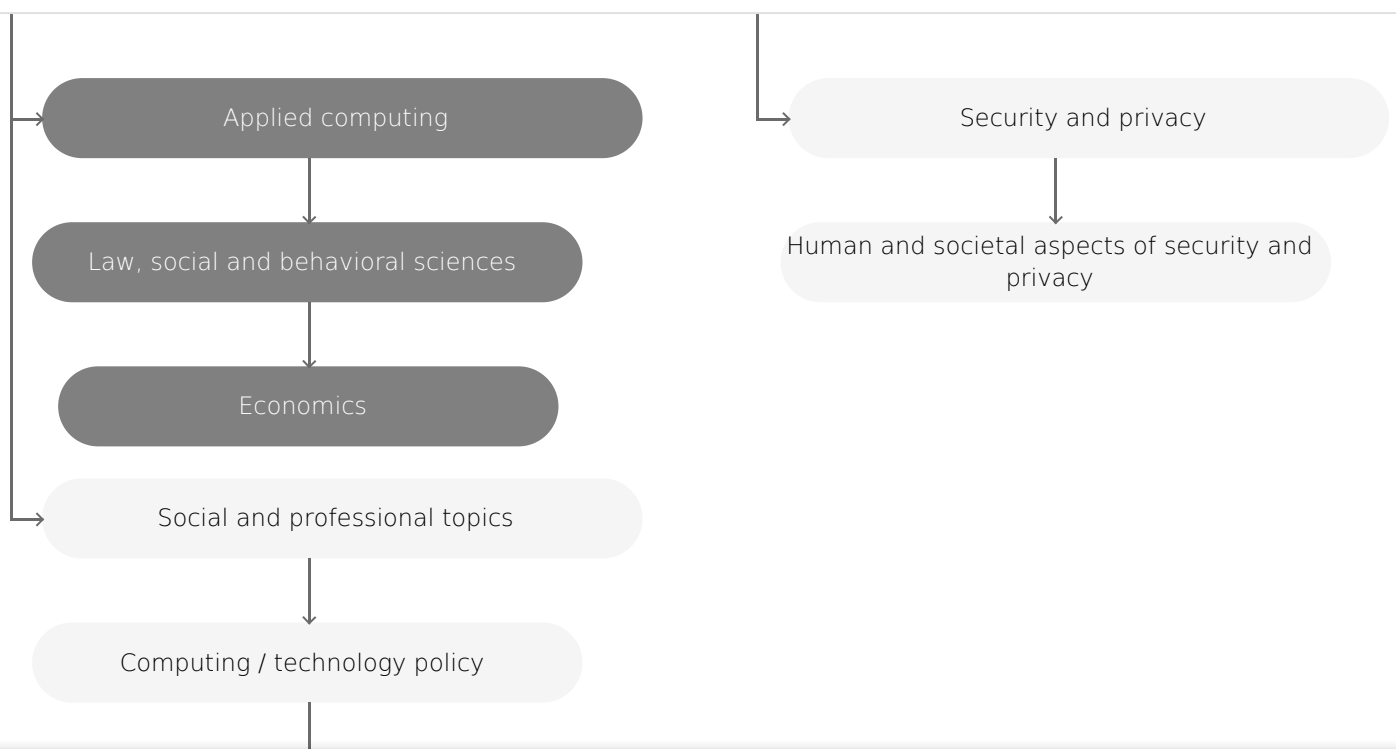 Applied computing
Law, social and behavioral sciences
Economics
Social and professional topics
Computing / technology policy
Security and privacy
Human and societal aspects of security and
privacy